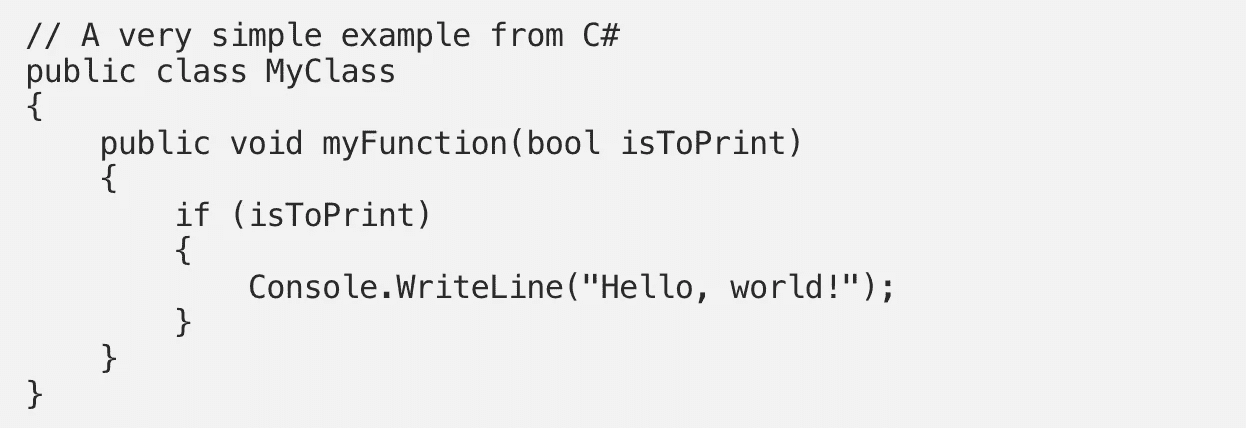 // A very simple example from C#
public class MyClass
{
    public void myFunction(bool isToPrint)
    {
        if (isToPrint)
        {
            Console.WriteLine("Hello, world!");
        }
    }
}